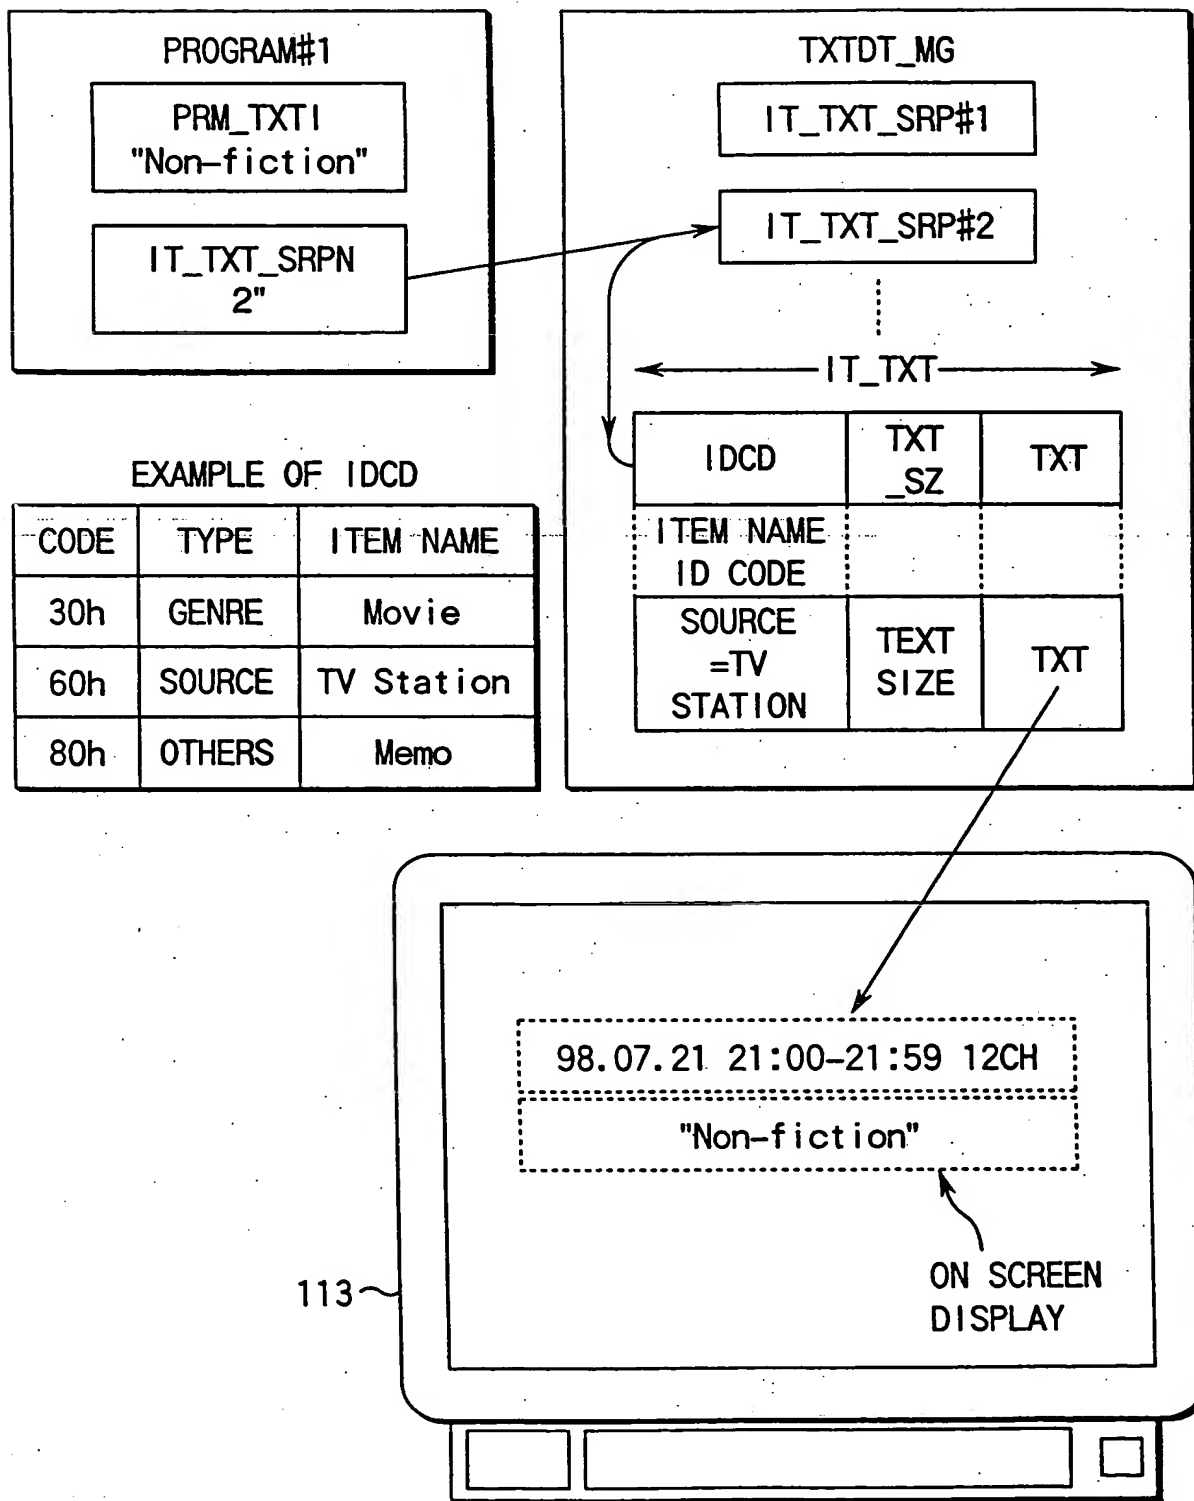 PROGRAM#1
PRM_TXTI
"Non-fiction"
IT_TXT_SRPN
2"
TXTDT_MG
IT_TXT_SRP#1
IT_TXT_SRP#2
IT_TXT
IDCD
TXT
_SZ
TXT
ITEM NAME
ID CODE
SOURCE
=TV
STATION
TEXT
SIZE
TXT
EXAMPLE OF IDCD
CODE TYPE ITEM NAME
30h GENRE Movie
60h SOURCE TV Station
80h OTHERS Memo
98.07.21 21:00-21:59 12CH
"Non-fiction"
ON SCREEN
DISPLAY
113